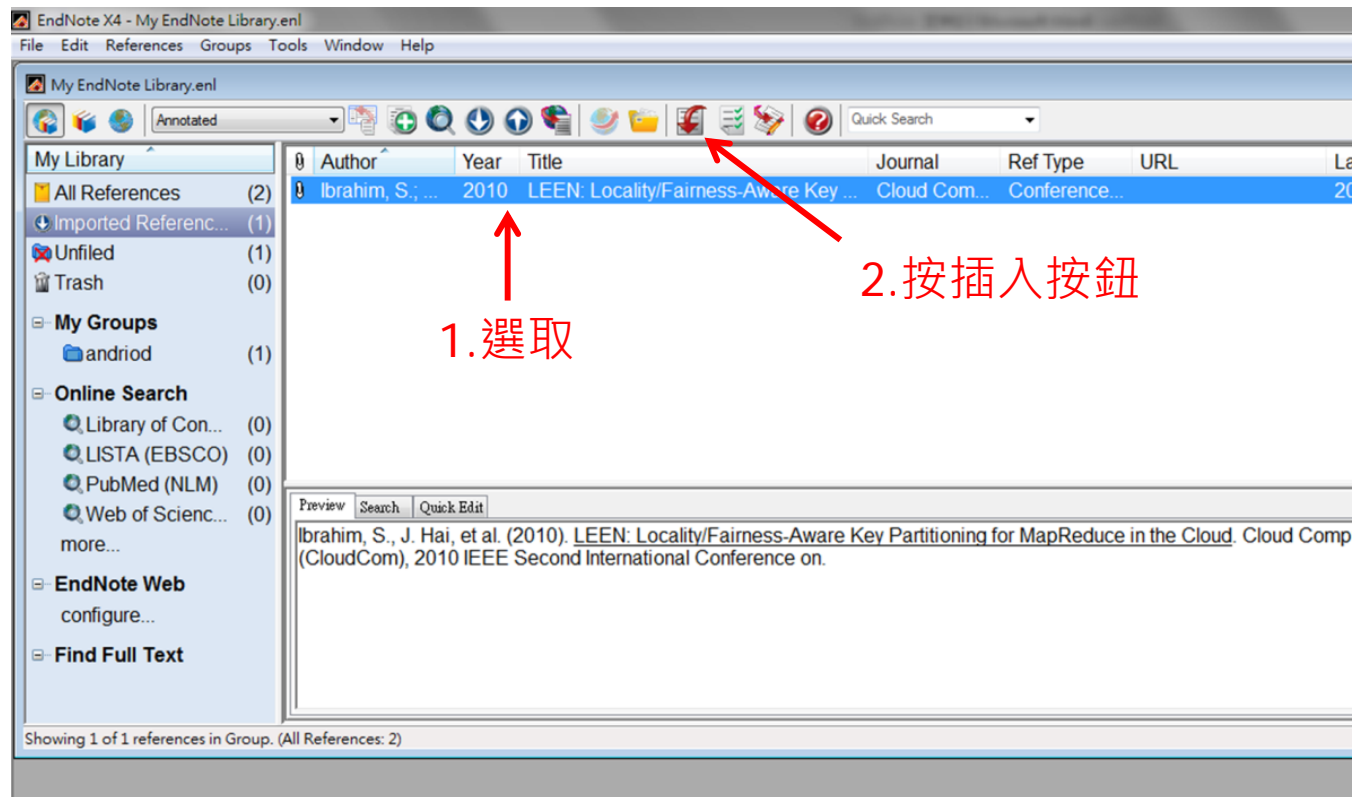 EndNote X4 - My EndNote Library.enl
File Edit References Groups Tools Window Help
My EndNote Library.enl
Annotated
Quick Search
My Library
All References (2)
Imported Referenc... (1)
Unfiled (1)
Trash (0)
My Groups
andriod (1)
Online Search
Library of Con... (0)
LISTA (EBSCO) (0)
PubMed (NLM) (0)
Web of Scienc... (0)
more...
EndNote Web
configure...
Find Full Text
Author Year Title Journal Ref Type URL La
Ibrahim, S.; ... 2010 LEEN: Locality/Fairness-Aware Key ... Cloud Com... Conference... 20
1.選取
2.按插入按鈕
Preview Search Quick Edit
Ibrahim, S., J. Hai, et al. (2010). LEEN: Locality/Fairness-Aware Key Partitioning for MapReduce in the Cloud. Cloud Comp
(CloudCom), 2010 IEEE Second International Conference on.
Showing 1 of 1 references in Group. (All References: 2)